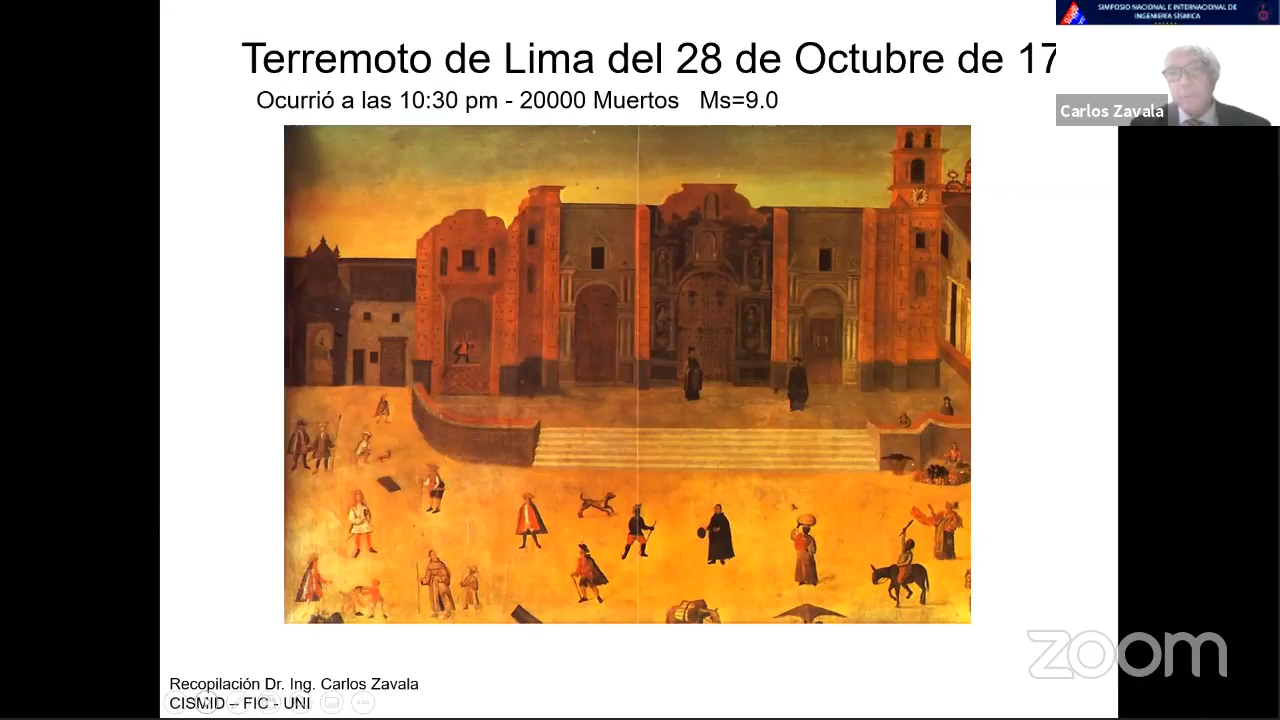 SIMPOSIO NACIONAL E INTERNACIONAL DE
INGENIERÍA SÍSMICA
Terremoto de Lima del 28 de Octubre de 17
Ocurrió a las 10:30 pm - 20000 Muertos Ms=9.0
Carlos Zavala
zoom
Recopilación Dr. Ing. Carlos Zavala
CISMID – FIC - UNI